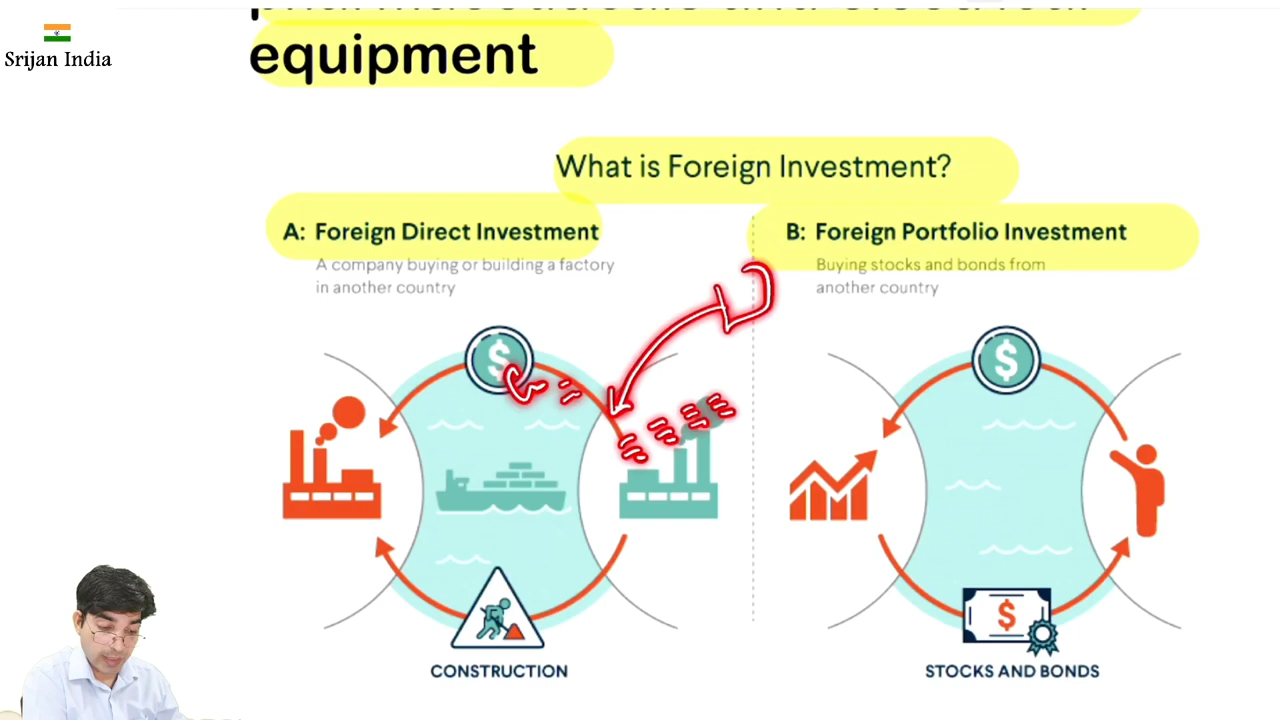 Srijan India
equipment
What is Foreign Investment?
A: Foreign Direct Investment
A company buying or building a factory
in another country
B: Foreign Portfolio Investment
Buying stocks and bonds from
another country
$
$
$
CONSTRUCTION
STOCKS AND BONDS